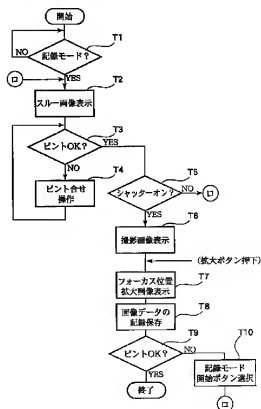 開始
T1
記録モード?
NO
YES
ロ
T2
スルー画像表示
T3
ピントOK?
YES
NO
T4
ピント合せ
操作
T5
シャッターオン?
NO
ロ
YES
T6
撮影画像表示
(拡大ボタン押下)
T7
フォーカス位置
拡大画像表示
T8
画像データの
記録保存
T9
ピントOK?
NO
YES
T10
記録モード
開始ボタン選択
終了
ロ